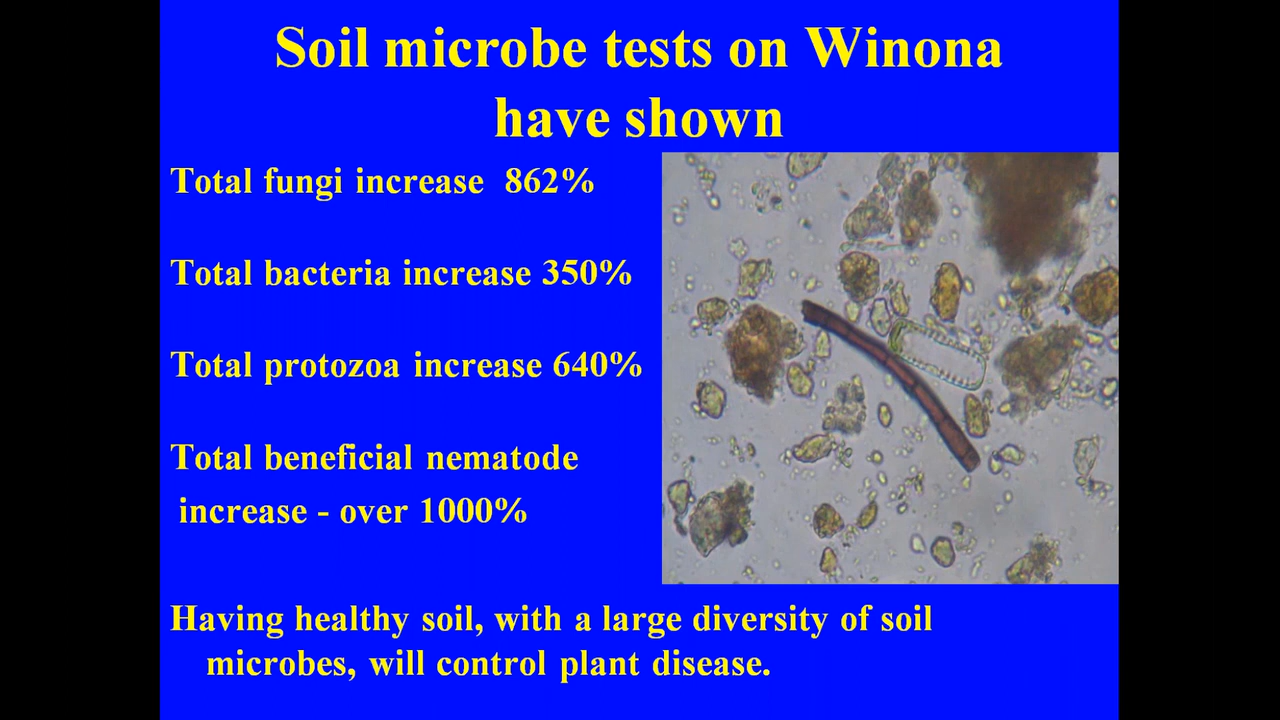 Soil microbe tests on Winona
have shown
Total fungi increase  862%
Total bacteria increase 350%
Total protozoa increase 640%
Total beneficial nematode
increase - over 1000%
Having healthy soil, with a large diversity of soil
microbes, will control plant disease.